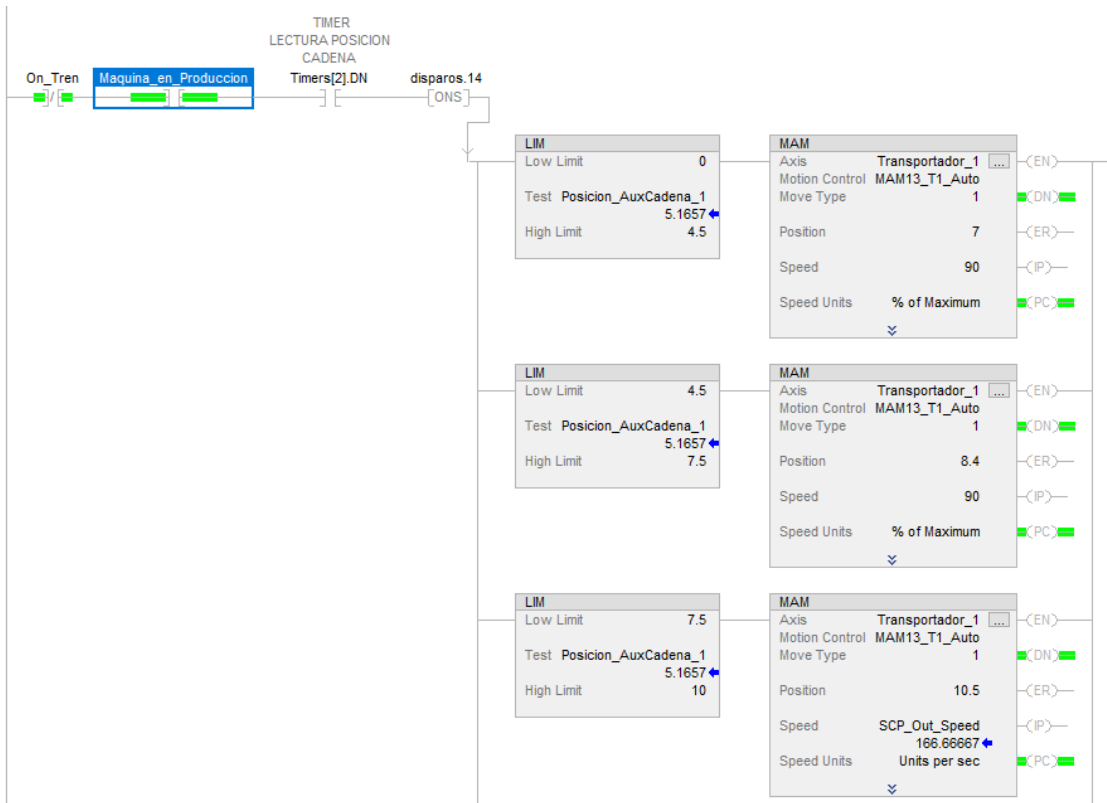 TIMER
LECTURA POSICION
CADENA
On_Tren Maquina_en_Produccion Timers[2].DN disparos.14
ONS
LIM
Low Limit 0
Test Posicion_AuxCadena_1
5.1657
High Limit 4.5
MAM
Axis Transportador_1 ...
Motion Control MAM13_T1_Auto
Move Type 1
Position 7
Speed 90
Speed Units % of Maximum
EN
DN
ER
IP
PC
LIM
Low Limit 4.5
Test Posicion_AuxCadena_1
5.1657
High Limit 7.5
MAM
Axis Transportador_1 ...
Motion Control MAM13_T1_Auto
Move Type 1
Position 8.4
Speed 90
Speed Units % of Maximum
EN
DN
ER
IP
PC
LIM
Low Limit 7.5
Test Posicion_AuxCadena_1
5.1657
High Limit 10
MAM
Axis Transportador_1 ...
Motion Control MAM13_T1_Auto
Move Type 1
Position 10.5
Speed SCP_Out_Speed
166.66667
Speed Units Units per sec
EN
DN
ER
IP
PC